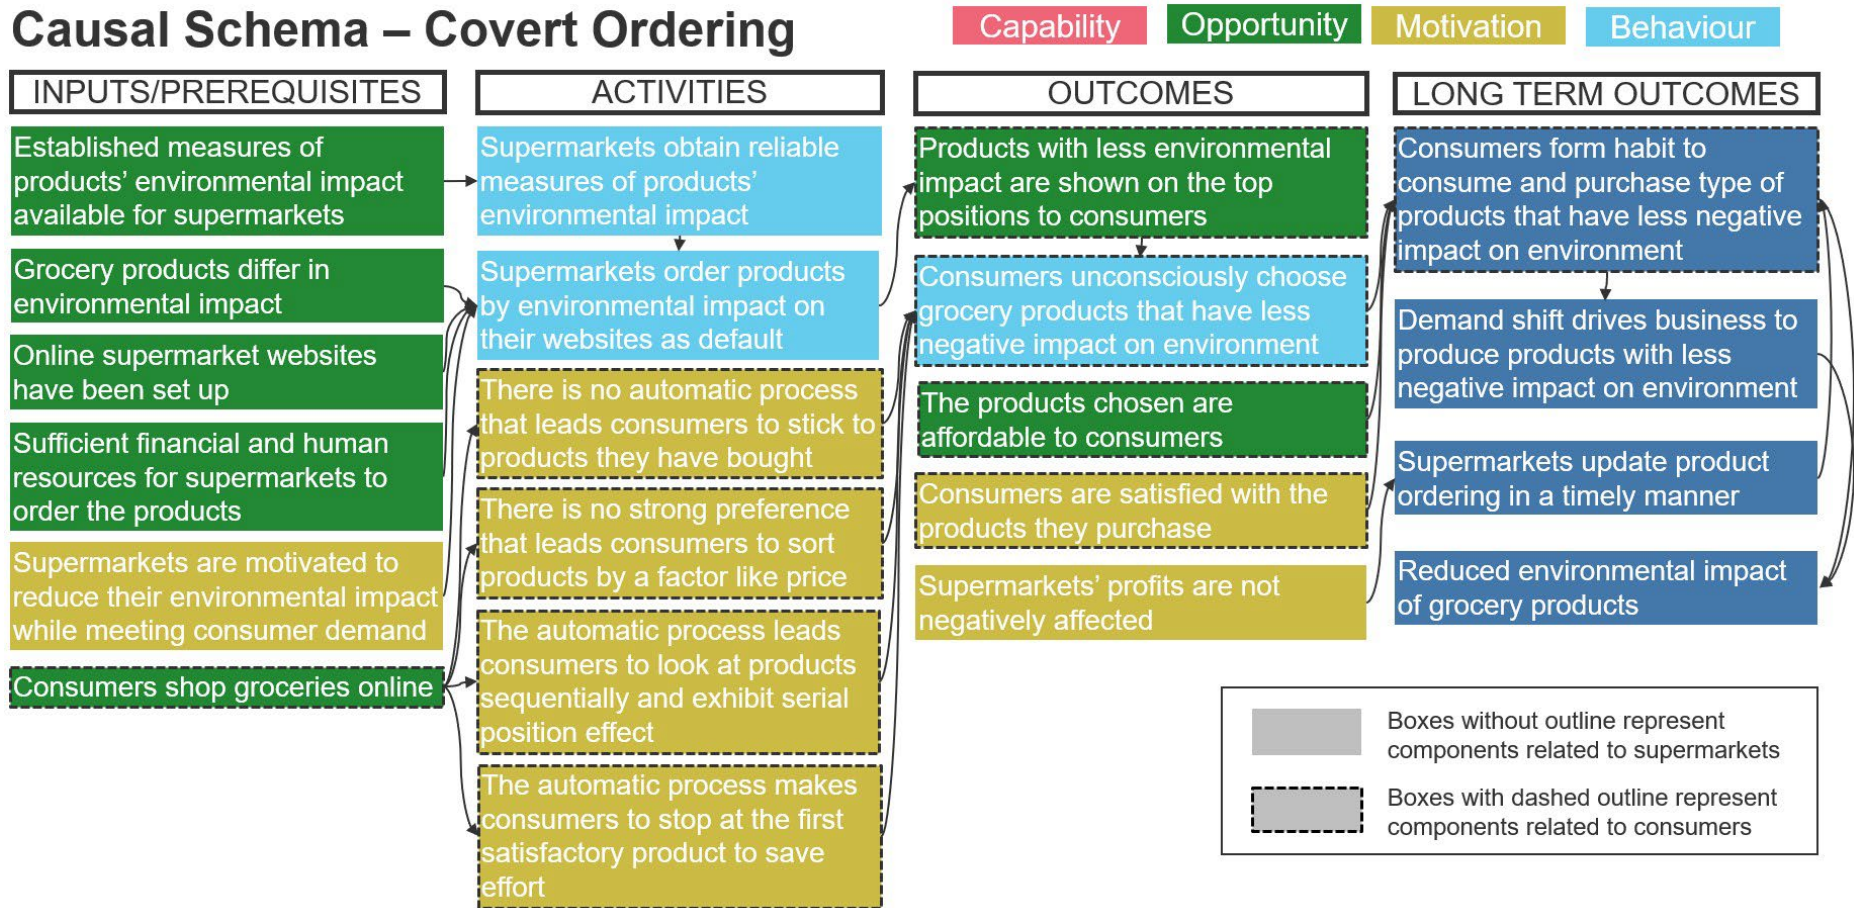 Causal Schema – Covert Ordering
Capability
Opportunity
Motivation
Behaviour
INPUTS/PREREQUISITES
Established measures of
products’ environmental impact
available for supermarkets
Grocery products differ in
environmental impact
Online supermarket websites
have been set up
Sufficient financial and human
resources for supermarkets to
order the products
Supermarkets are motivated to
reduce their environmental impact
while meeting consumer demand
Consumers shop groceries online
ACTIVITIES
Supermarkets obtain reliable
measures of products’
environmental impact
Supermarkets order products
by environmental impact on
their websites as default
There is no automatic process
that leads consumers to stick to
products they have bought
There is no strong preference
that leads consumers to sort
products by a factor like price
The automatic process leads
consumers to look at products
sequentially and exhibit serial
position effect
The automatic process makes
consumers to stop at the first
satisfactory product to save
effort
OUTCOMES
Products with less environmental
impact are shown on the top
positions to consumers
Consumers unconsciously choose
grocery products that have less
negative impact on environment
The products chosen are
affordable to consumers
Consumers are satisfied with the
products they purchase
Supermarkets’ profits are not
negatively affected
LONG TERM OUTCOMES
Consumers form habit to
consume and purchase type of
products that have less negative
impact on environment
Demand shift drives business to
produce products with less
negative impact on environment
Supermarkets update product
ordering in a timely manner
Reduced environmental impact
of grocery products
Boxes without outline represent
components related to supermarkets
Boxes with dashed outline represent
components related to consumers